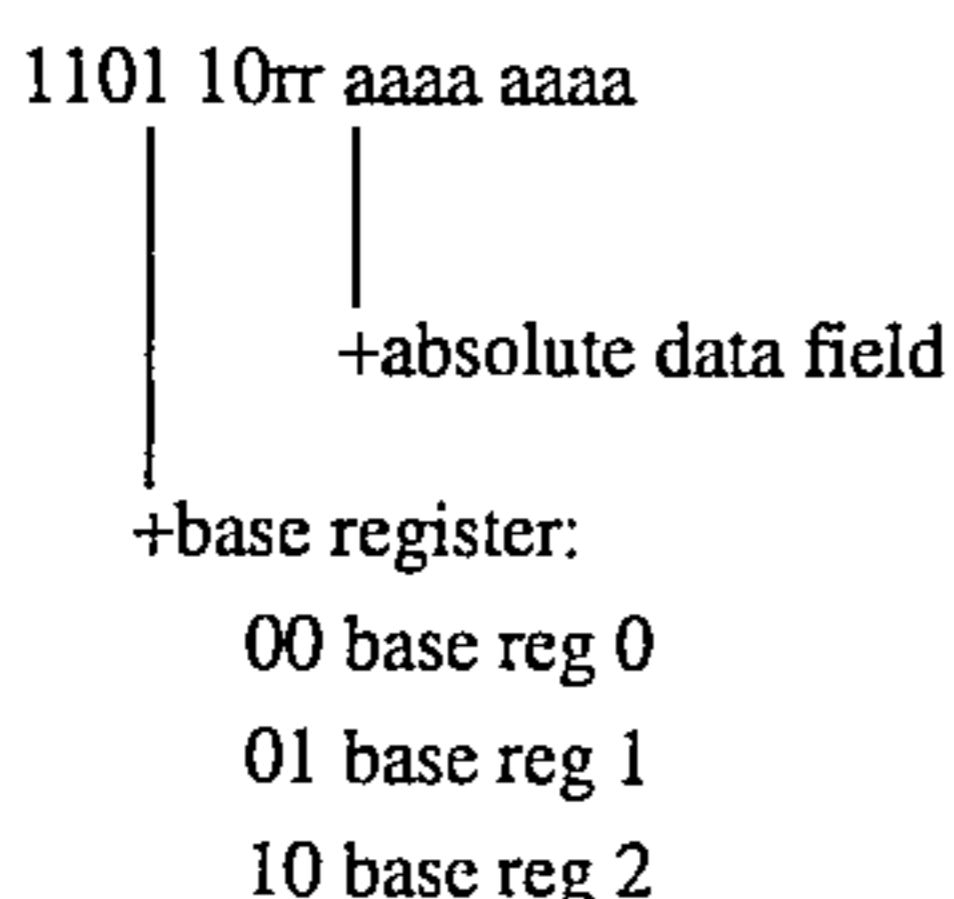 1101 10rr aaaa aaaa
+absolute data field
+base register:
00 base reg 0
01 base reg 1
10 base reg 2